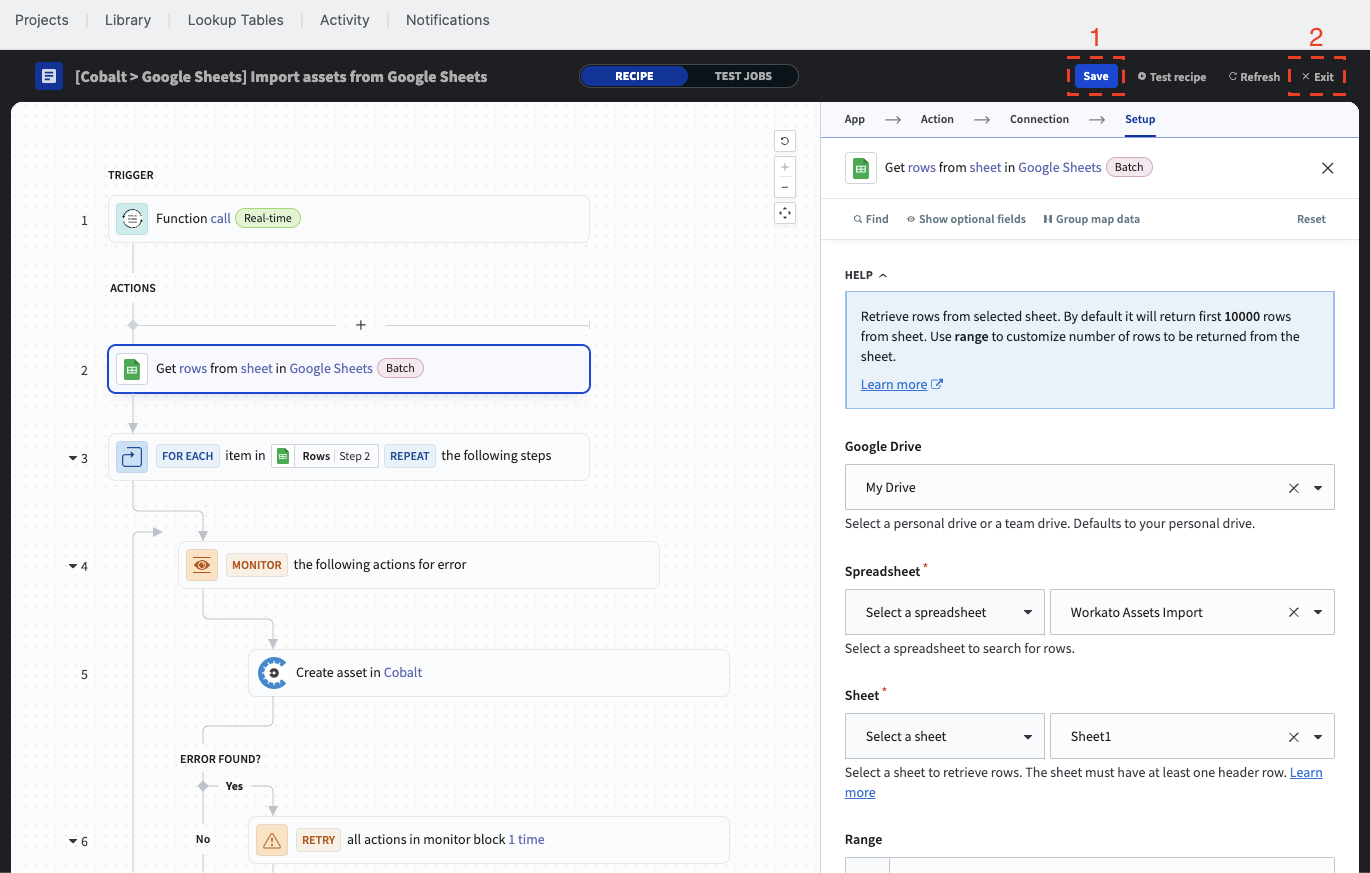 Projects
Library
Lookup Tables
Activity
Notifications
1
2
[Cobalt > Google Sheets] Import assets from Google Sheets
RECIPE
TEST JOBS
Save
Test recipe
Refresh
Exit
TRIGGER
1
Function call Real-time
ACTIONS
2
Get rows from sheet in Google Sheets Batch
3
FOR EACH item in Rows Step 2 REPEAT the following steps
4
MONITOR the following actions for error
5
Create asset in Cobalt
ERROR FOUND?
Yes
No
6
RETRY all actions in monitor block 1 time
App
Action
Connection
Setup
Get rows from sheet in Google Sheets Batch
Find
Show optional fields
Group map data
Reset
HELP
Retrieve rows from selected sheet. By default it will return first 10000 rows
from sheet. Use range to customize number of rows to be returned from the
sheet.
Learn more
Google Drive
My Drive
Select a personal drive or a team drive. Defaults to your personal drive.
Spreadsheet *
Select a spreadsheet
Workato Assets Import
Select a spreadsheet to search for rows.
Sheet *
Select a sheet
Sheet1
Select a sheet to retrieve rows. The sheet must have at least one header row. Learn
more
Range